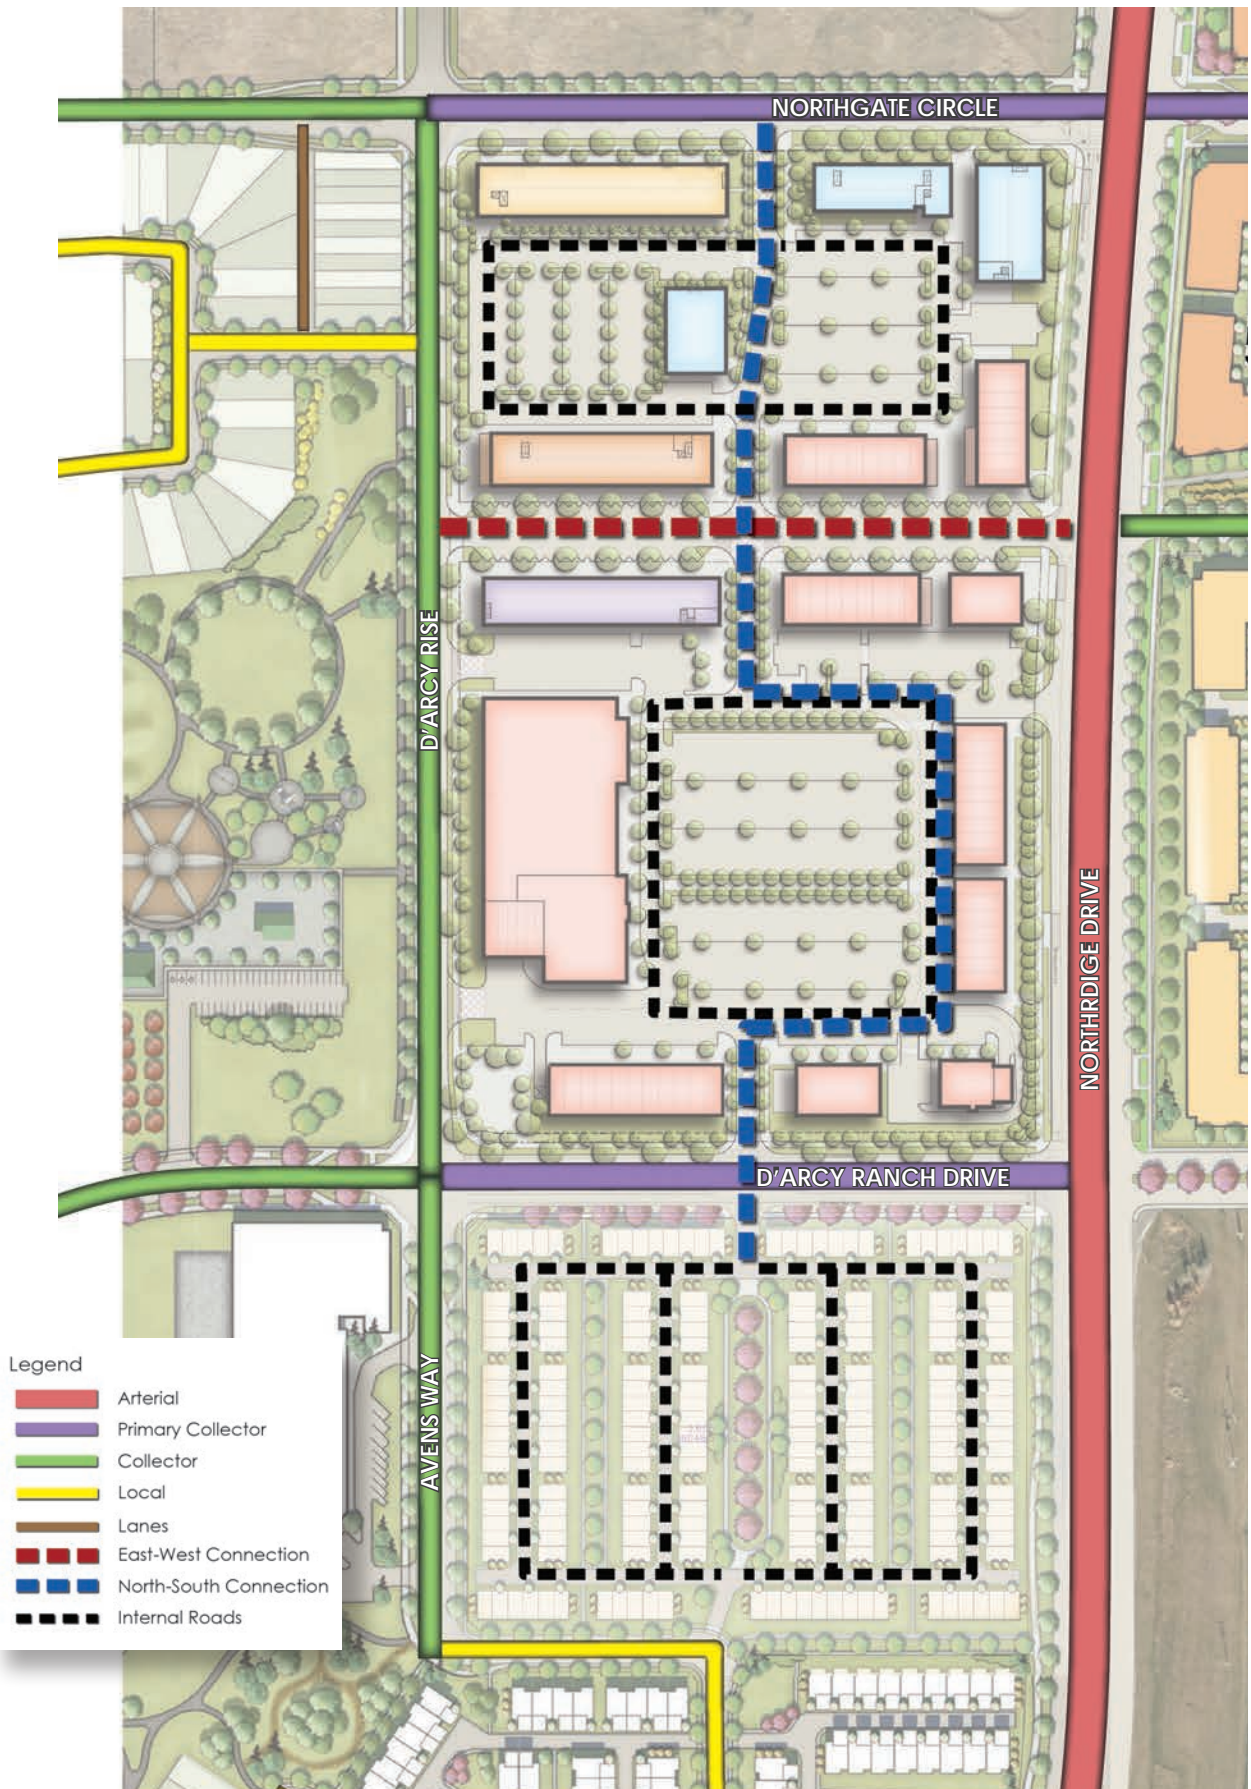 NORTHGATE CIRCLE
D'ARCY RISE
NORTHRDIGE DRIVE
D'ARCY RANCH DRIVE
AVENS WAY
Legend
Arterial
Primary Collector
Collector
Local
Lanes
East-West Connection
North-South Connection
Internal Roads